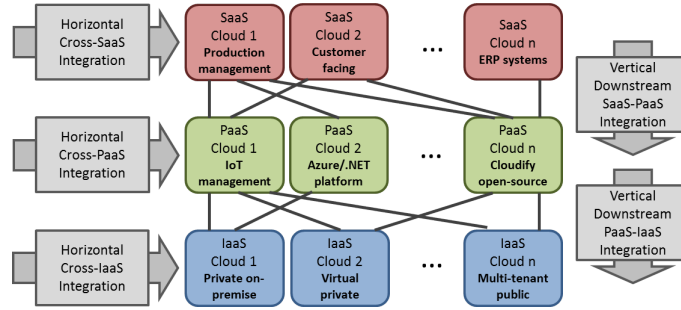 Horizontal
Cross-SaaS
Integration
SaaS
Cloud 1
Production
management
SaaS
Cloud 2
Customer
facing
...
SaaS
Cloud n
ERP systems
Vertical
Downstream
SaaS-PaaS
Integration
Horizontal
Cross-PaaS
Integration
PaaS
Cloud 1
IoT
management
PaaS
Cloud 2
Azure/.NET
platform
...
PaaS
Cloud n
Cloudify
open-source
Vertical
Downstream
PaaS-IaaS
Integration
Horizontal
Cross-IaaS
Integration
IaaS
Cloud 1
Private on-
premise
IaaS
Cloud 2
Virtual
private
...
IaaS
Cloud n
Multi-tenant
public